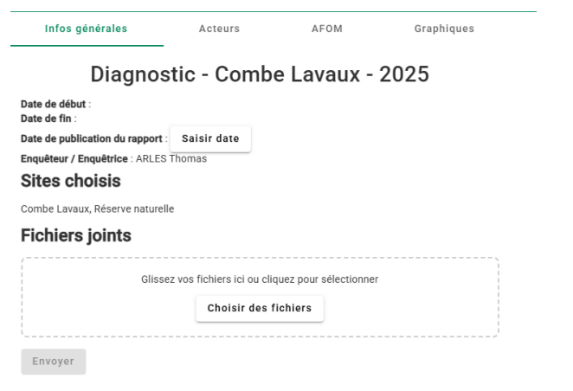 Infos générales Acteurs AFOM Graphiques
Diagnostic - Combe Lavaux - 2025
Date de début :
Date de fin :
Date de publication du rapport : Saisir date
Enquêteur / Enquêtrice : ARLES Thomas
Sites choisis
Combe Lavaux, Réserve naturelle
Fichiers joints
Glissez vos fichiers ici ou cliquez pour sélectionner
Choisir des fichiers
Envoyer